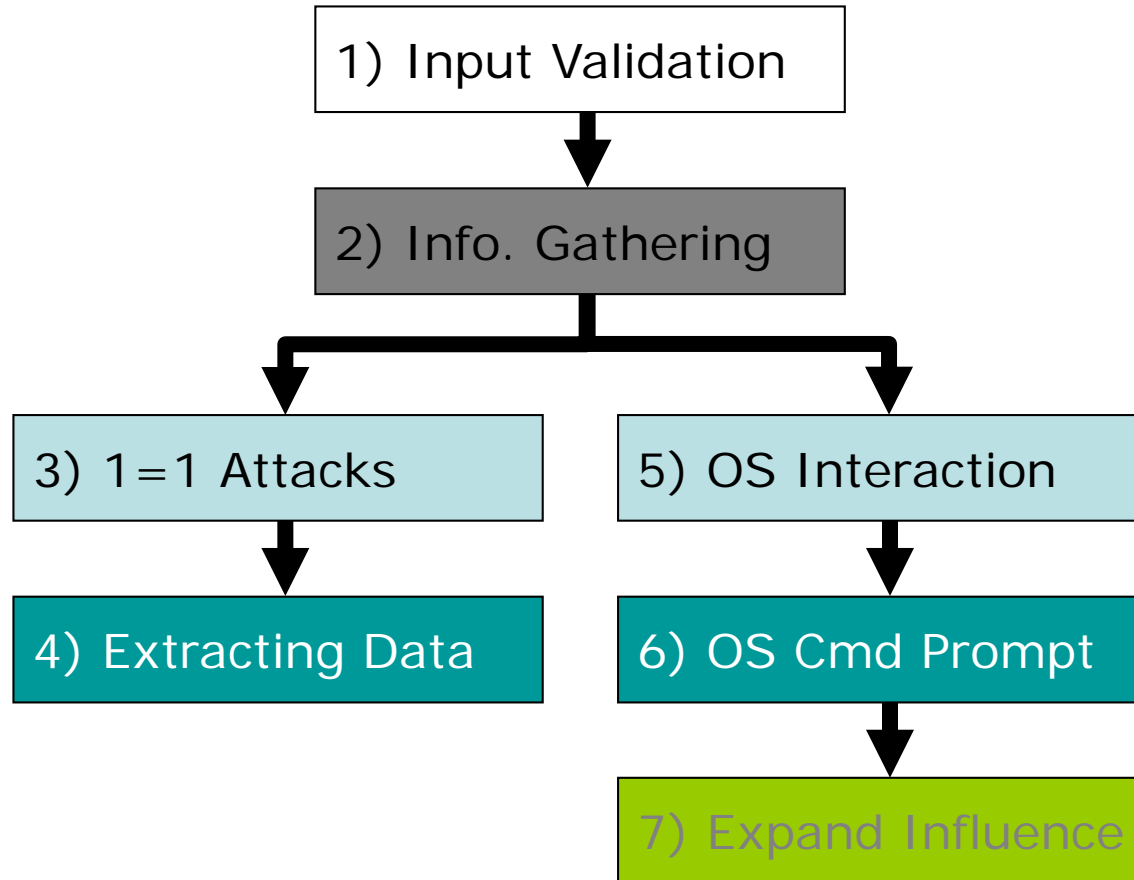 1) Input Validation
2) Info. Gathering
3) 1=1 Attacks
5) OS Interaction
4) Extracting Data
6) OS Cmd Prompt
7) Expand Influence